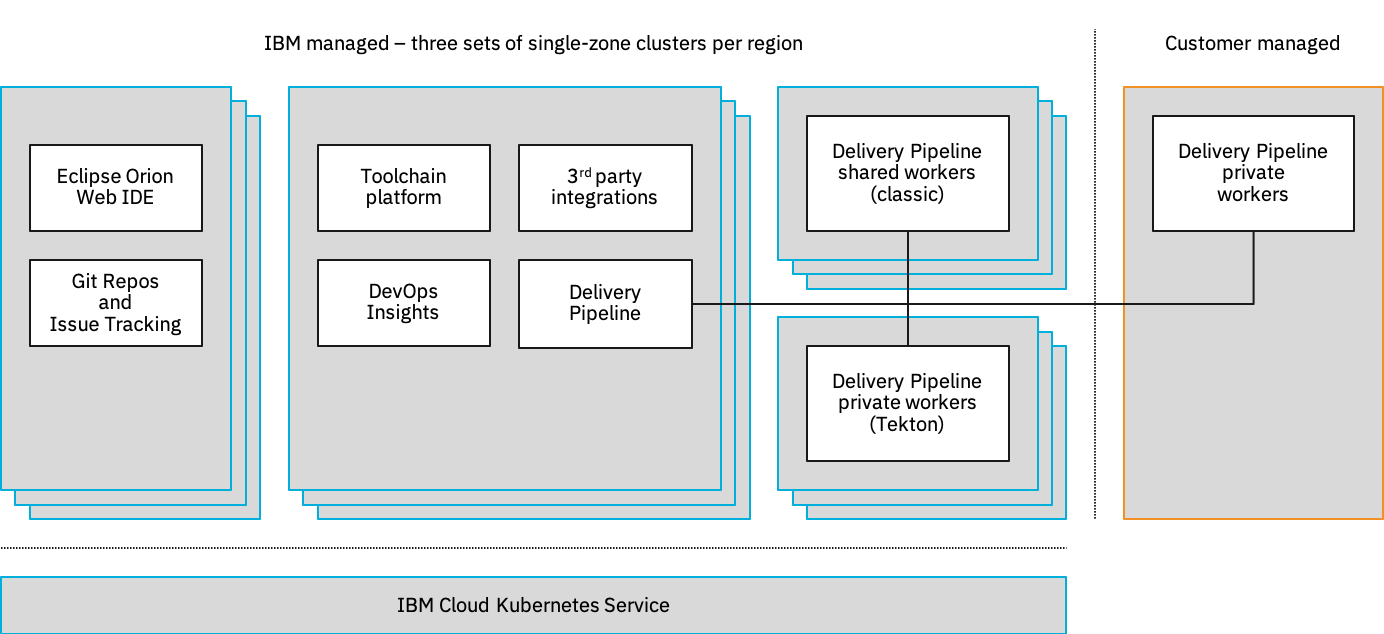 IBM managed – three sets of single-zone clusters per region
Customer managed
Eclipse Orion
Web IDE
Git Repos
and
Issue Tracking
Toolchain
platform
3rd party
integrations
DevOps
Insights
Delivery
Pipeline
Delivery Pipeline
shared workers
(classic)
Delivery Pipeline
private workers
(Tekton)
Delivery Pipeline
private
workers
IBM Cloud Kubernetes Service